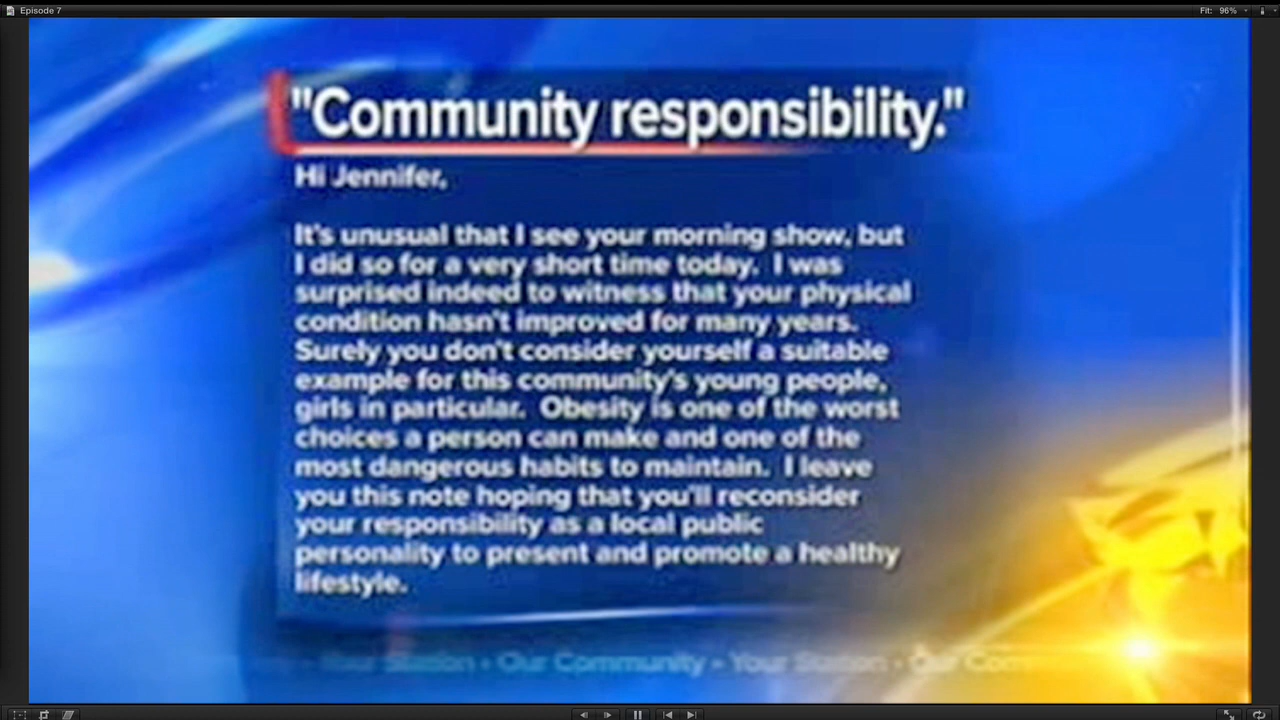 Episode 7
Fit: 96%
"Community responsibility."
Hi Jennifer,
It's unusual that I see your morning show, but
I did so for a very short time today. I was
surprised indeed to witness that your physical
condition hasn't improved for many years.
Surely you don't consider yourself a suitable
example for this community's young people,
girls in particular. Obesity is one of the worst
choices a person can make and one of the
most dangerous habits to maintain. I leave
you this note hoping that you'll reconsider
your responsibility as a local public
personality to present and promote a healthy
lifestyle.
Your Station • Our Community • Your Station • Our Com